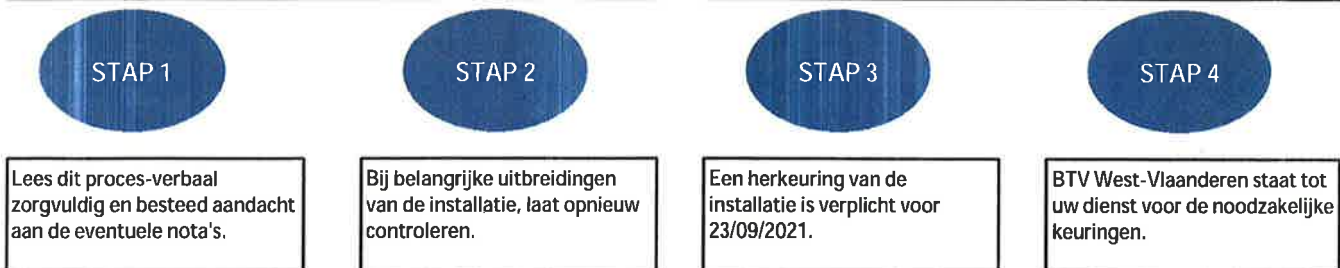 STAP 1
Lees dit proces-verbaal
zorgvuldig en besteed aandacht
aan de eventuele nota's.
STAP 2
Bij belangrijke uitbreidingen
van de installatie, laat opnieuw
controleren.
STAP 3
Een herkeuring van de
installatie is verplicht voor
23/09/2021.
STAP 4
BTV West-Vlaanderen staat tot
uw dienst voor de noodzakelijke
keuringen.